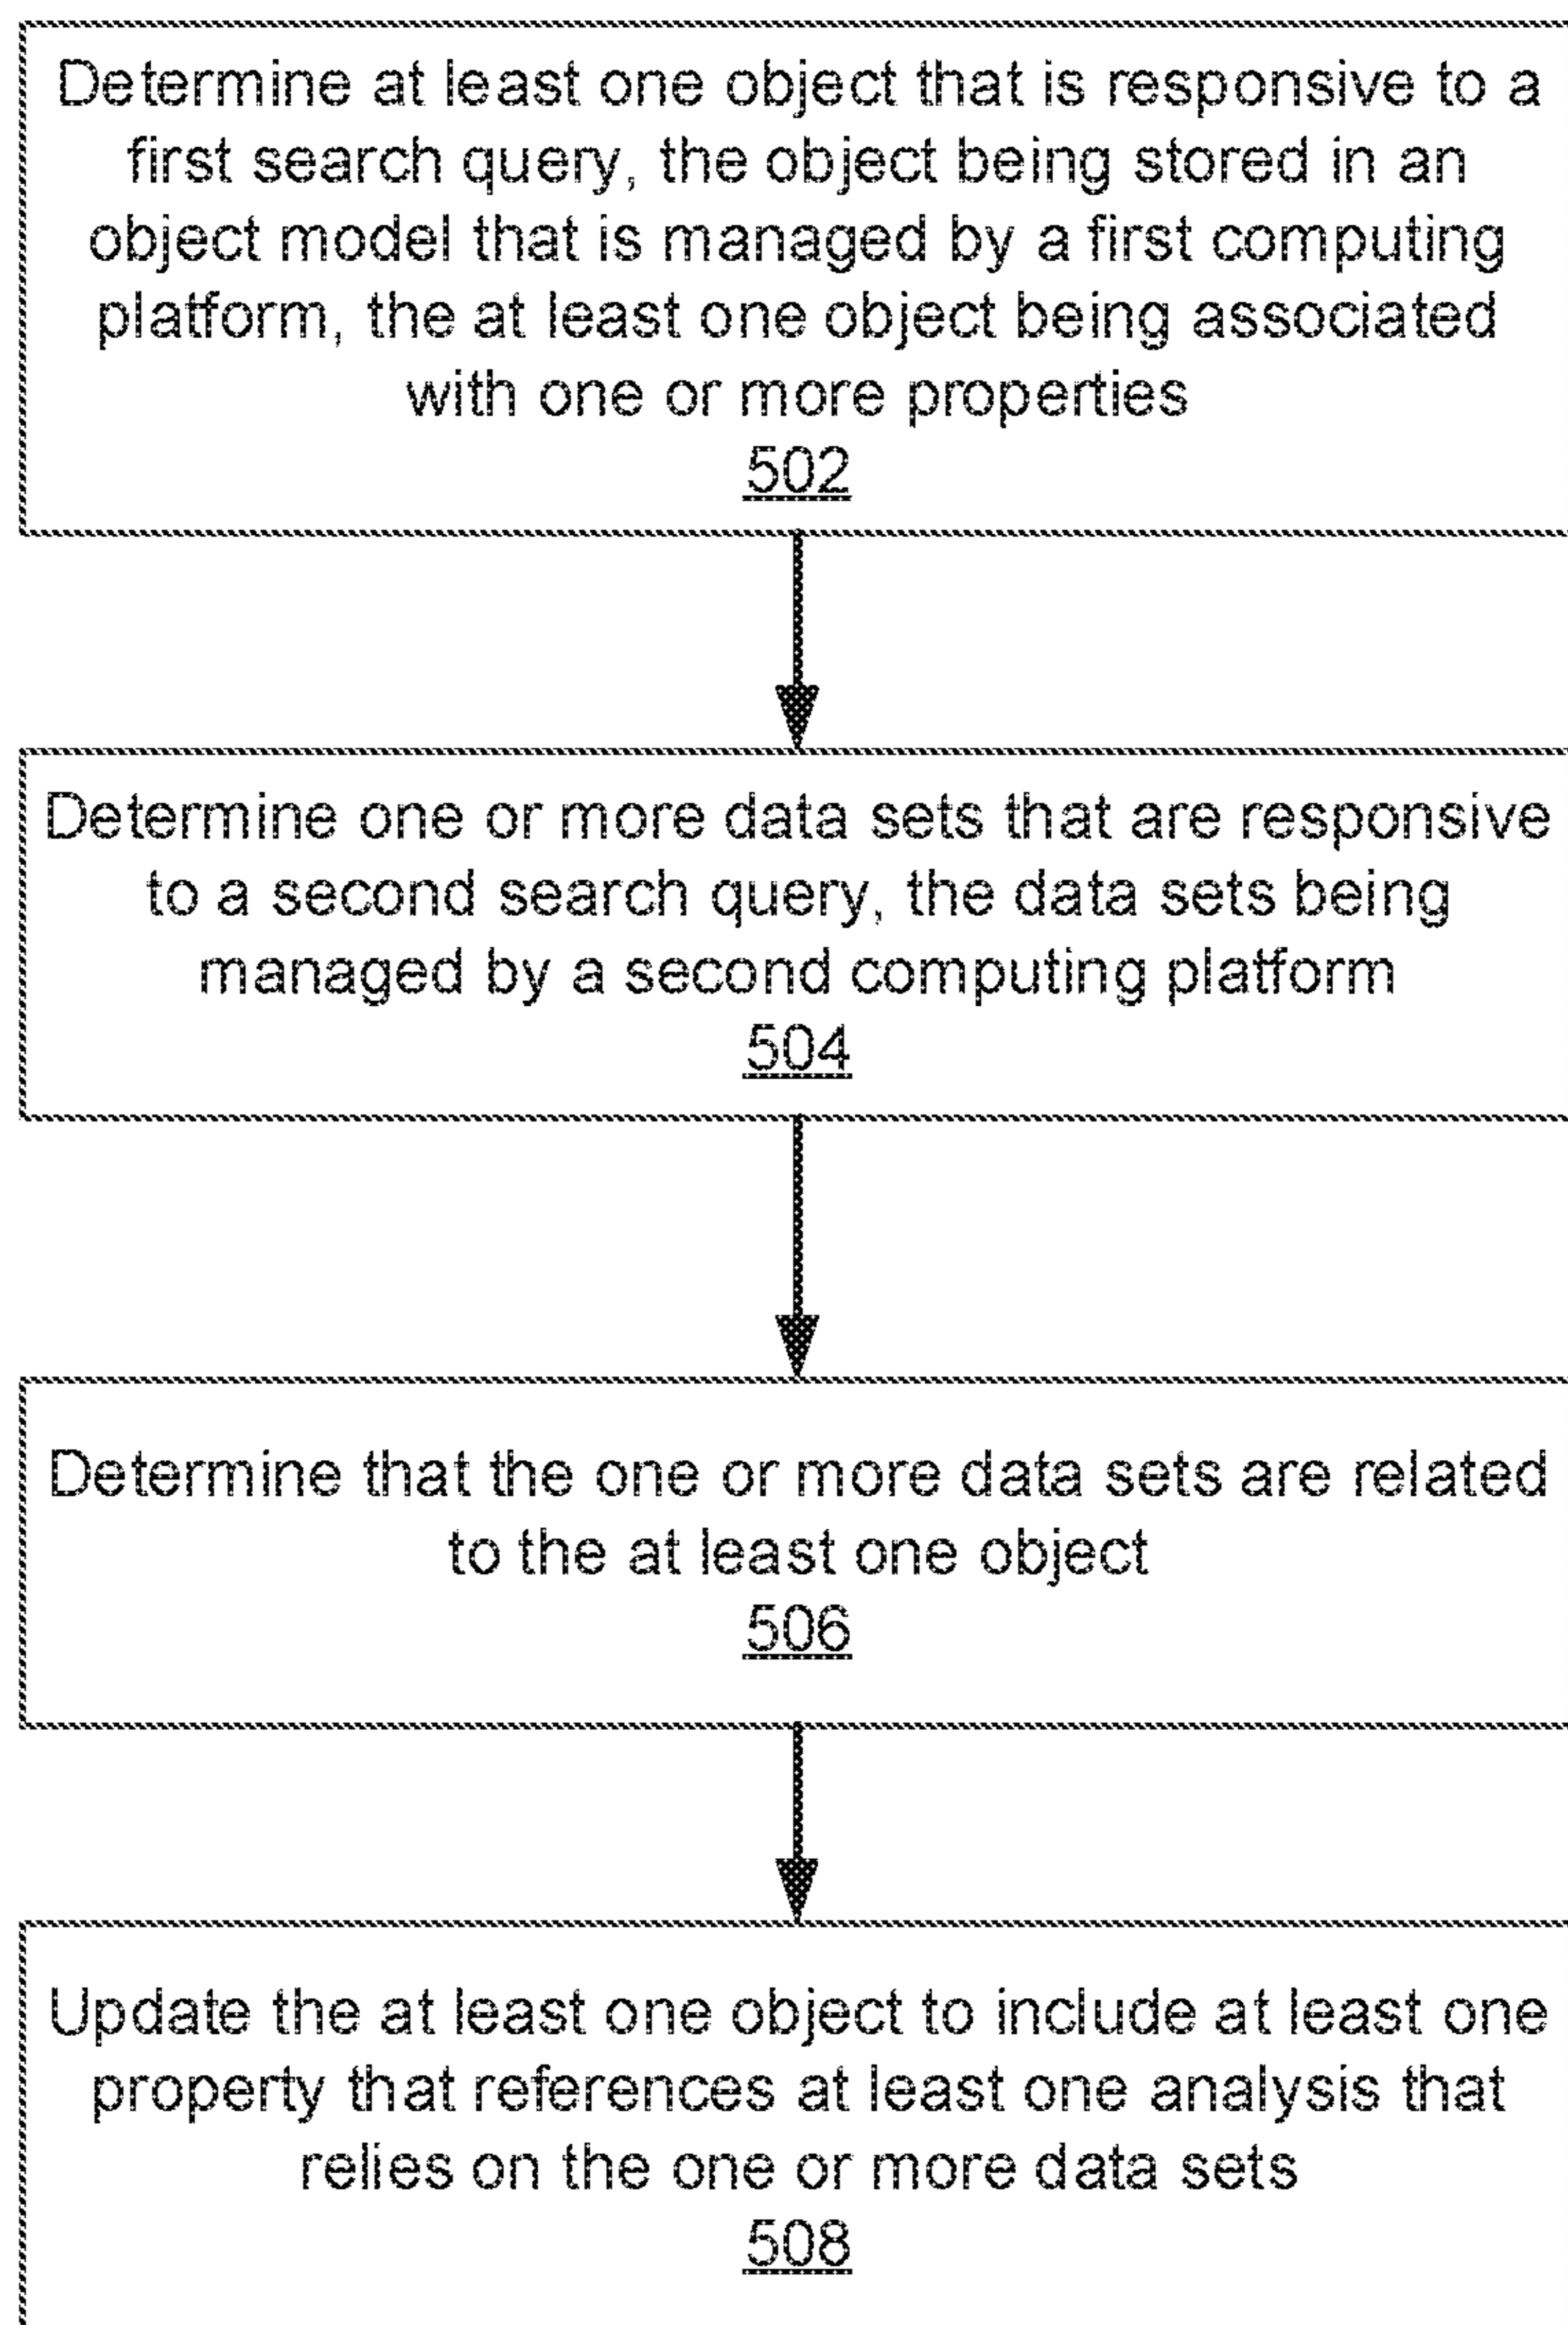 Determine at least one object that is responsive to a
first search query, the object being stored in an
object model that is managed by a first computing
platform, the at least one object being associated
with one or more properties
502
Determine one or more data sets that are responsive
to a second search query, the data sets being
managed by a second computing platform
504
Determine that the one or more data sets are related
to the at least one object
506
Update the at least one object to include at least one
property that references at least one analysis that
relies on the one or more data sets
508